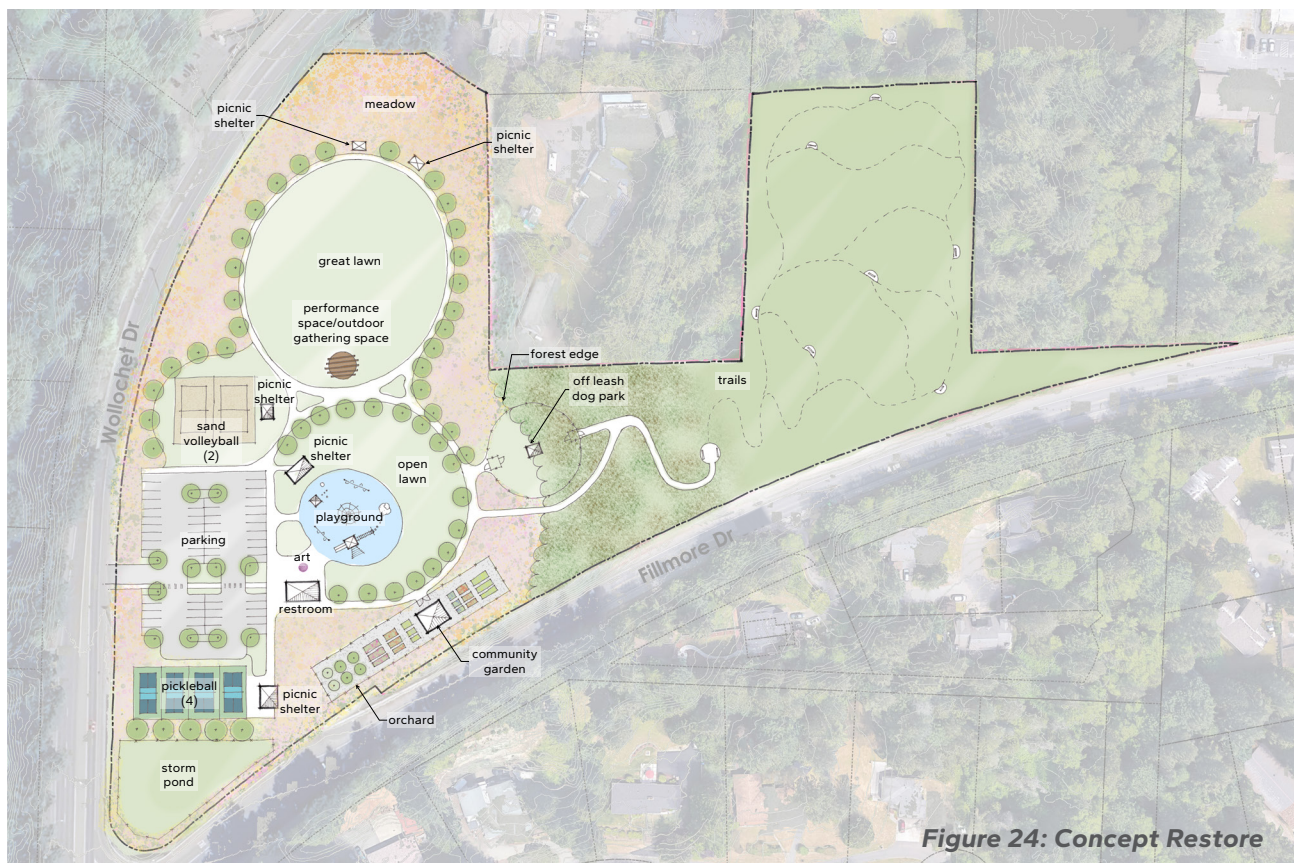 meadow
picnic
shelter
picnic
shelter
great lawn
performance
space/outdoor
gathering space
Wollochet Dr
forest edge
off leash
dog park
trails
picnic
shelter
sand
volleyball
(2)
picnic
shelter
open
lawn
playground
parking
art
restroom
Fillmore Dr
community
garden
pickleball
(4)
picnic
shelter
orchard
storm
pond
Figure 24: Concept Restore